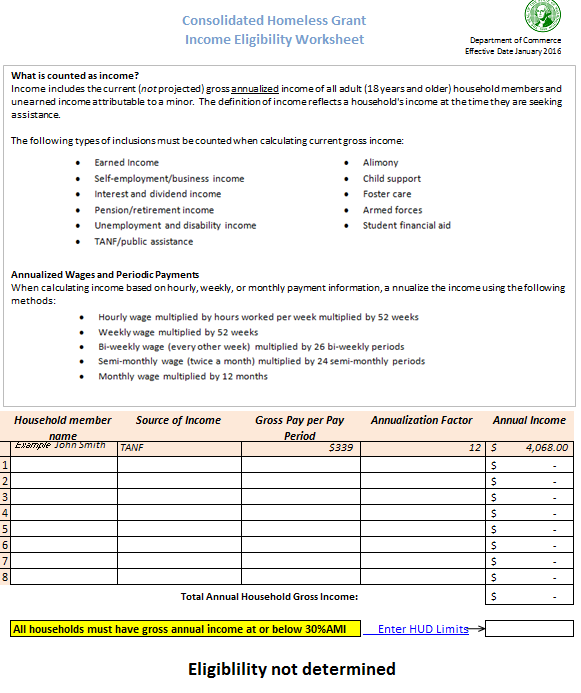 Consolidated Homeless Grant
Income Eligibility Worksheet
Department of Commerce
Effective Date January 2016
What is counted as income?
Income includes the current (not projected) gross annualized income of all adult (18 years and older) household members and
unearned income attributable to a minor. The definition of income reflects a household's income at the time they are seeking
assistance.
The following types of inclusions must be counted when calculating current gross income:
• Earned Income
• Self-employment/business income
• Interest and dividend income
• Pension/retirement income
• Unemployment and disability income
• TANF/public assistance
• Alimony
• Child support
• Foster care
• Armed forces
• Student financial aid
Annualized Wages and Periodic Payments
When calculating income based on hourly, weekly, or monthly payment information, a nnualize the income using the following
methods:
• Hourly wage multiplied by hours worked per week multiplied by 52 weeks
• Weekly wage multiplied by 52 weeks
• Bi-weekly wage (every other week) multiplied by 26 bi-weekly periods
• Semi-monthly wage (twice a month) multiplied by 24 semi-monthly periods
• Monthly wage multiplied by 12 months
Household member name Source of Income Gross Pay per Pay Period Annualization Factor Annual Income
Example John Smith TANF $339 12 $ 4,068.00
1 $ -
2 $ -
3 $ -
4 $ -
5 $ -
6 $ -
7 $ -
8 $ -
Total Annual Household Gross Income: $ -
All households must have gross annual income at or below 30%AMI Enter HUD Limits
Eligiblility not determined